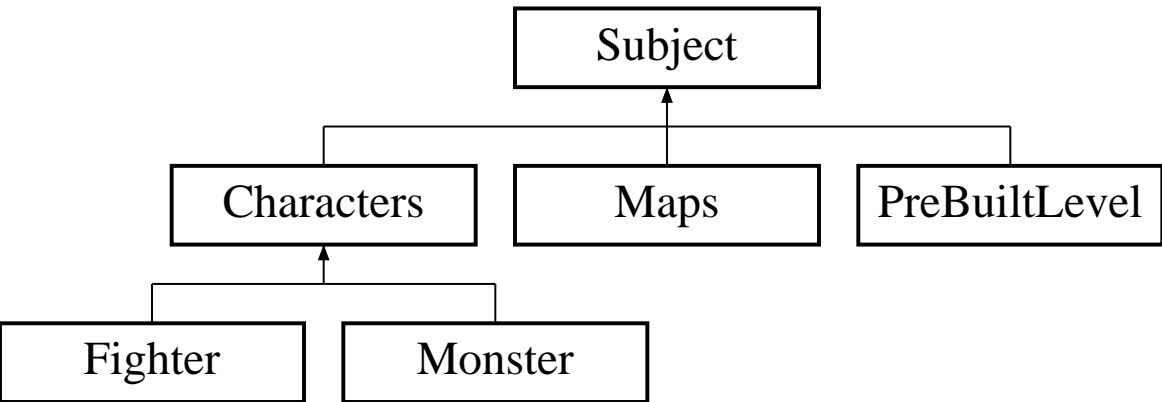 Subject
Characters
Maps
PreBuiltLevel
Fighter
Monster